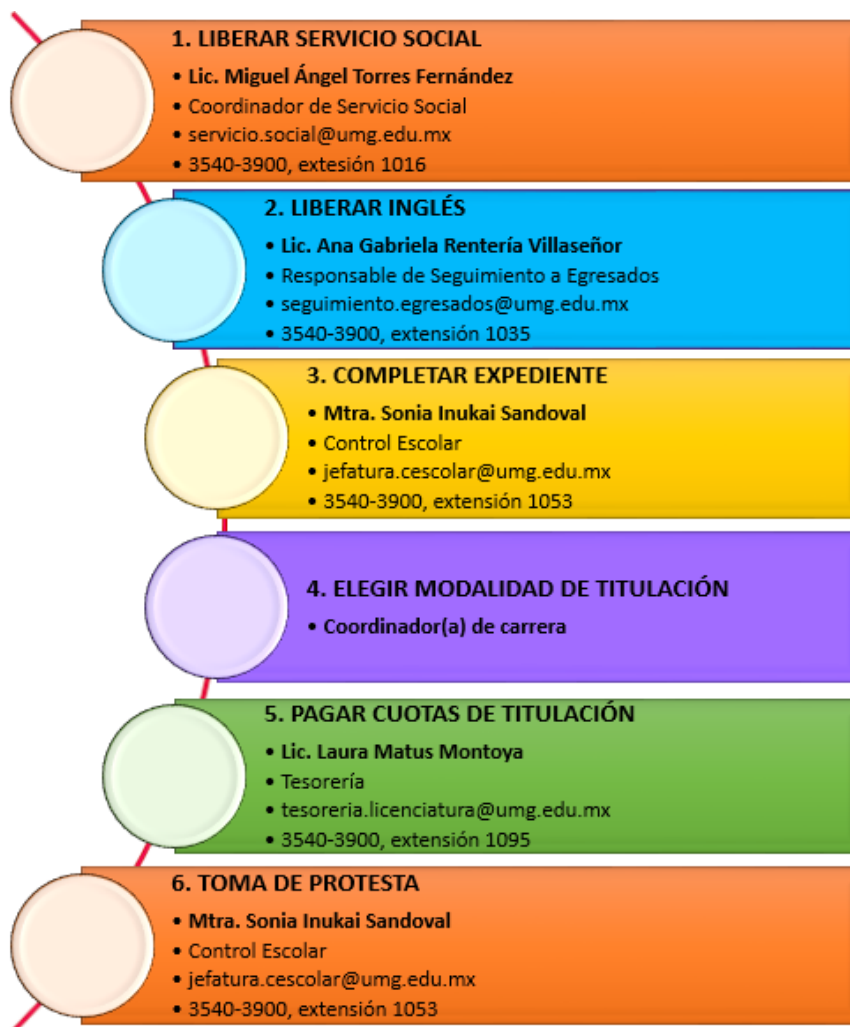 1. LIBERAR SERVICIO SOCIAL
• Lic. Miguel Ángel Torres Fernández
• Coordinador de Servicio Social
• servicio.social@umg.edu.mx
• 3540-3900, extesión 1016
2. LIBERAR INGLÉS
• Lic. Ana Gabriela Rentería Villaseñor
• Responsable de Seguimiento a Egresados
• seguimiento.egresados@umg.edu.mx
• 3540-3900, extensión 1035
3. COMPLETAR EXPEDIENTE
• Mtra. Sonia Inukai Sandoval
• Control Escolar
• jefatura.cescolar@umg.edu.mx
• 3540-3900, extensión 1053
4. ELEGIR MODALIDAD DE TITULACIÓN
• Coordinador(a) de carrera
5. PAGAR CUOTAS DE TITULACIÓN
• Lic. Laura Matus Montoya
• Tesorería
• tesoreria.licenciatura@umg.edu.mx
• 3540-3900, extensión 1095
6. TOMA DE PROTESTA
• Mtra. Sonia Inukai Sandoval
• Control Escolar
• jefatura.cescolar@umg.edu.mx
• 3540-3900, extensión 1053